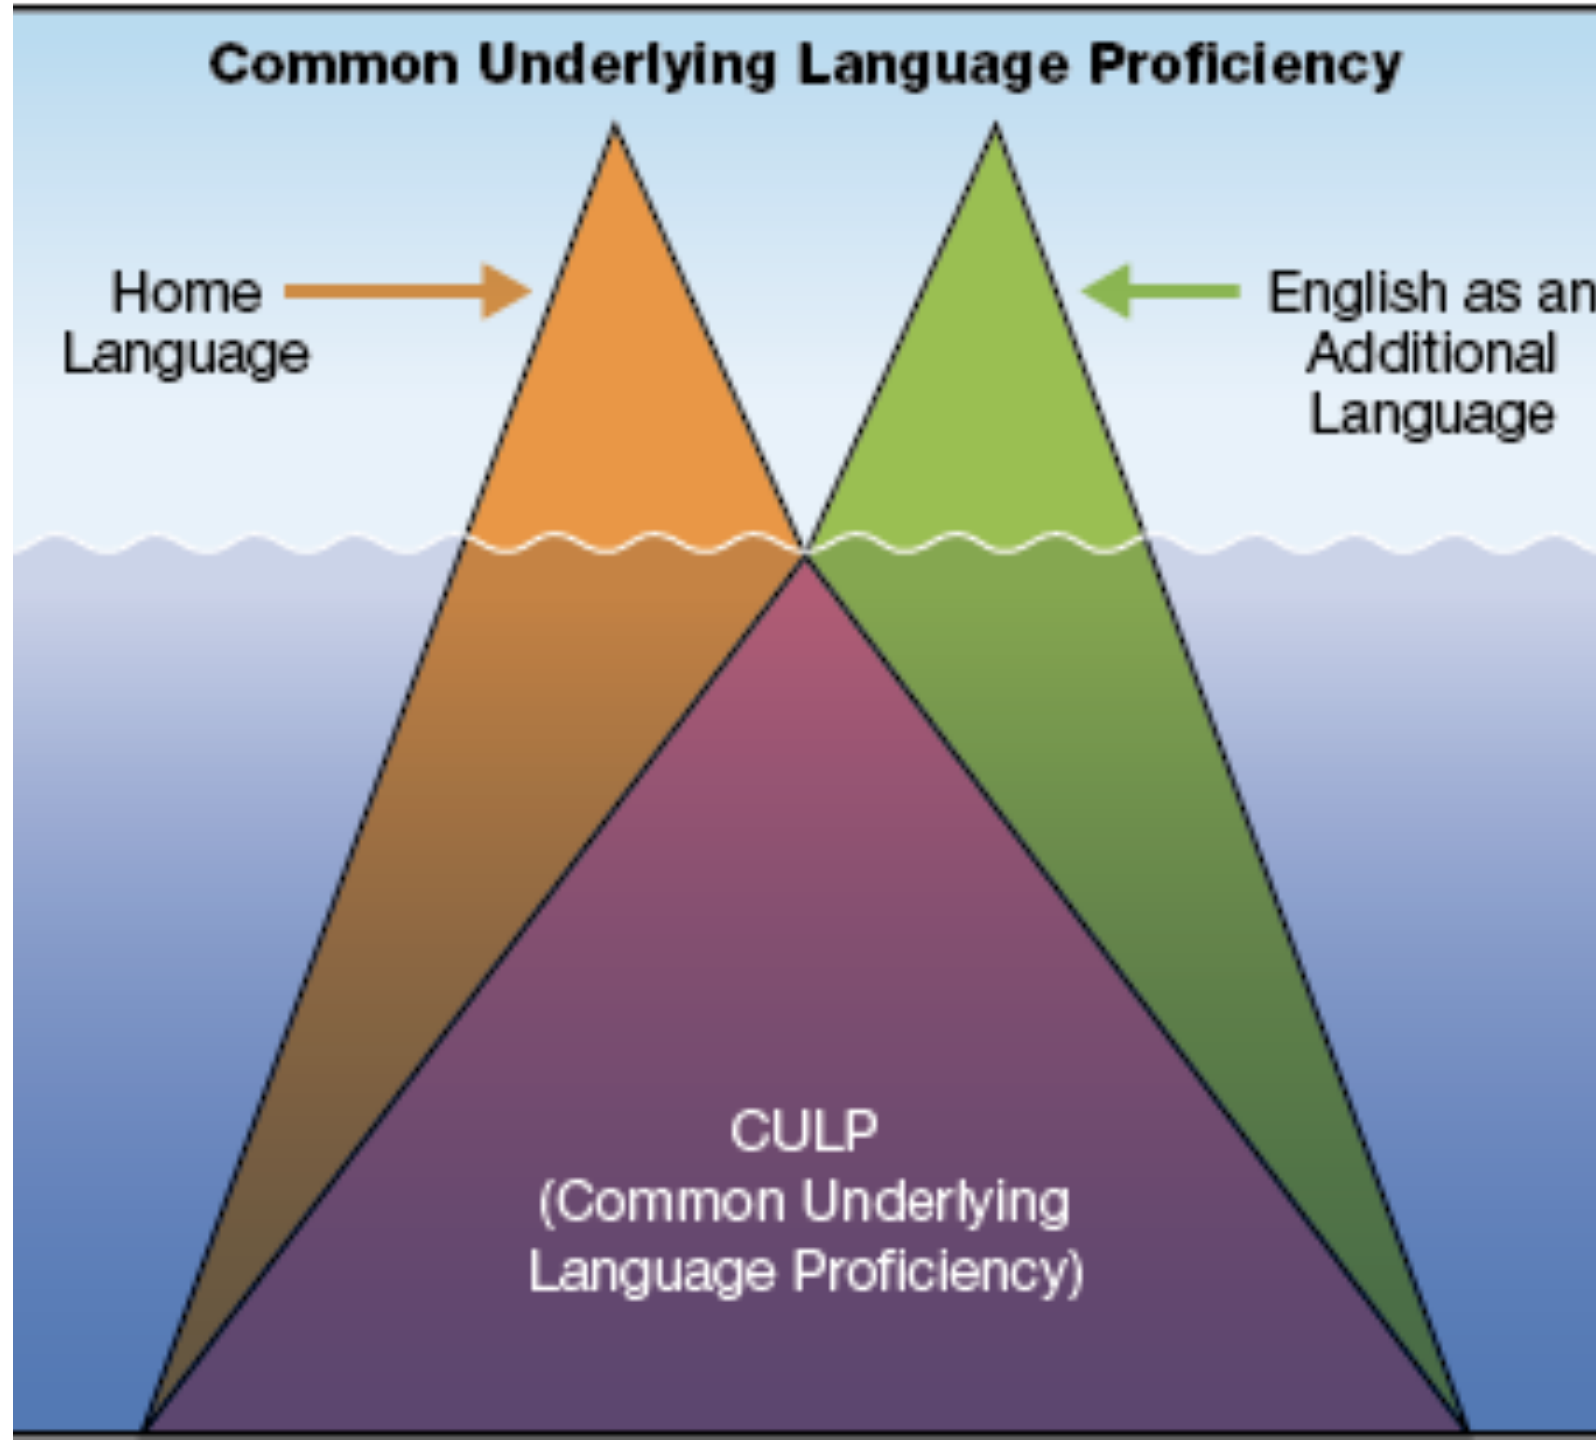 Common Underlying Language Proficiency
Home
Language
English as an
Additional
Language
CULP
(Common Underlying
Language Proficiency)